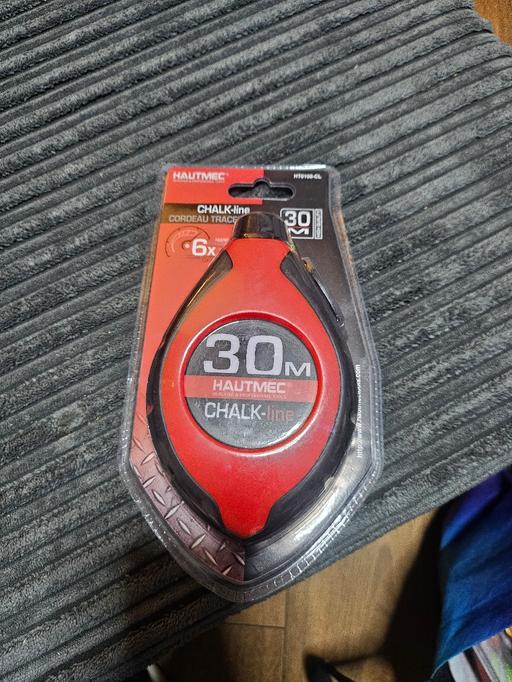 HAUTMEC
HT0100-CL
CHALK-line
CORDEAU TRACE
30
M
6x
30M
HAUTMEC
CHALK-line